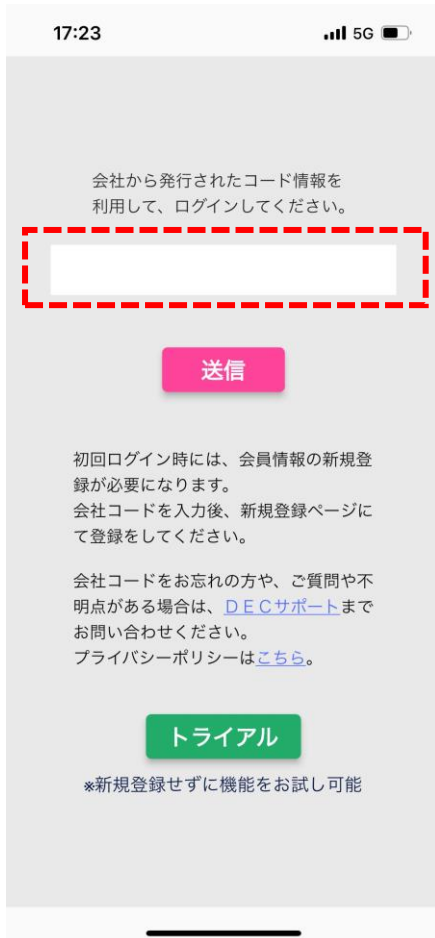 17:23 5G
会社から発行されたコード情報を
利用して、ログインしてください。
送信
初回ログイン時には、会員情報の新規登
録が必要になります。
会社コードを入力後、新規登録ページに
て登録をしてください。
会社コードをお忘れの方や、ご質問や不
明点がある場合は、ＤＥＣサポートまで
お問い合わせください。
プライバシーポリシーはこちら。
トライアル
※新規登録せずに機能をお試し可能